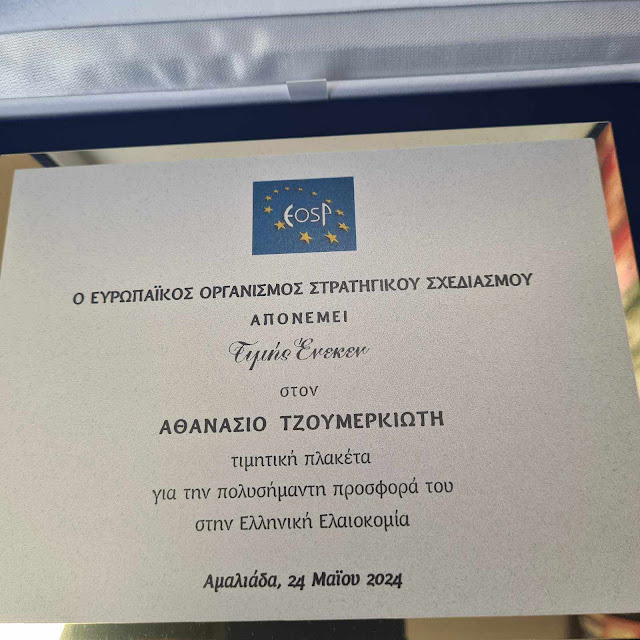 EOSP
Ο ΕΥΡΩΠΑΪΚΟΣ ΟΡΓΑΝΙΣΜΟΣ ΣΤΡΑΤΗΓΙΚΟΥ ΣΧΕΔΙΑΣΜΟΥ
ΑΠΟΝΕΜΕΙ
Τιμής Ἕνεκεν
στον
ΑΘΑΝΑΣΙΟ ΤΖΟΥΜΕΡΚΙΩΤΗ
τιμητική πλακέτα
για την πολυσήμαντη προσφορά του
στην Ελληνική Ελαιοκομία
Αμαλιάδα, 24 Μαΐου 2024